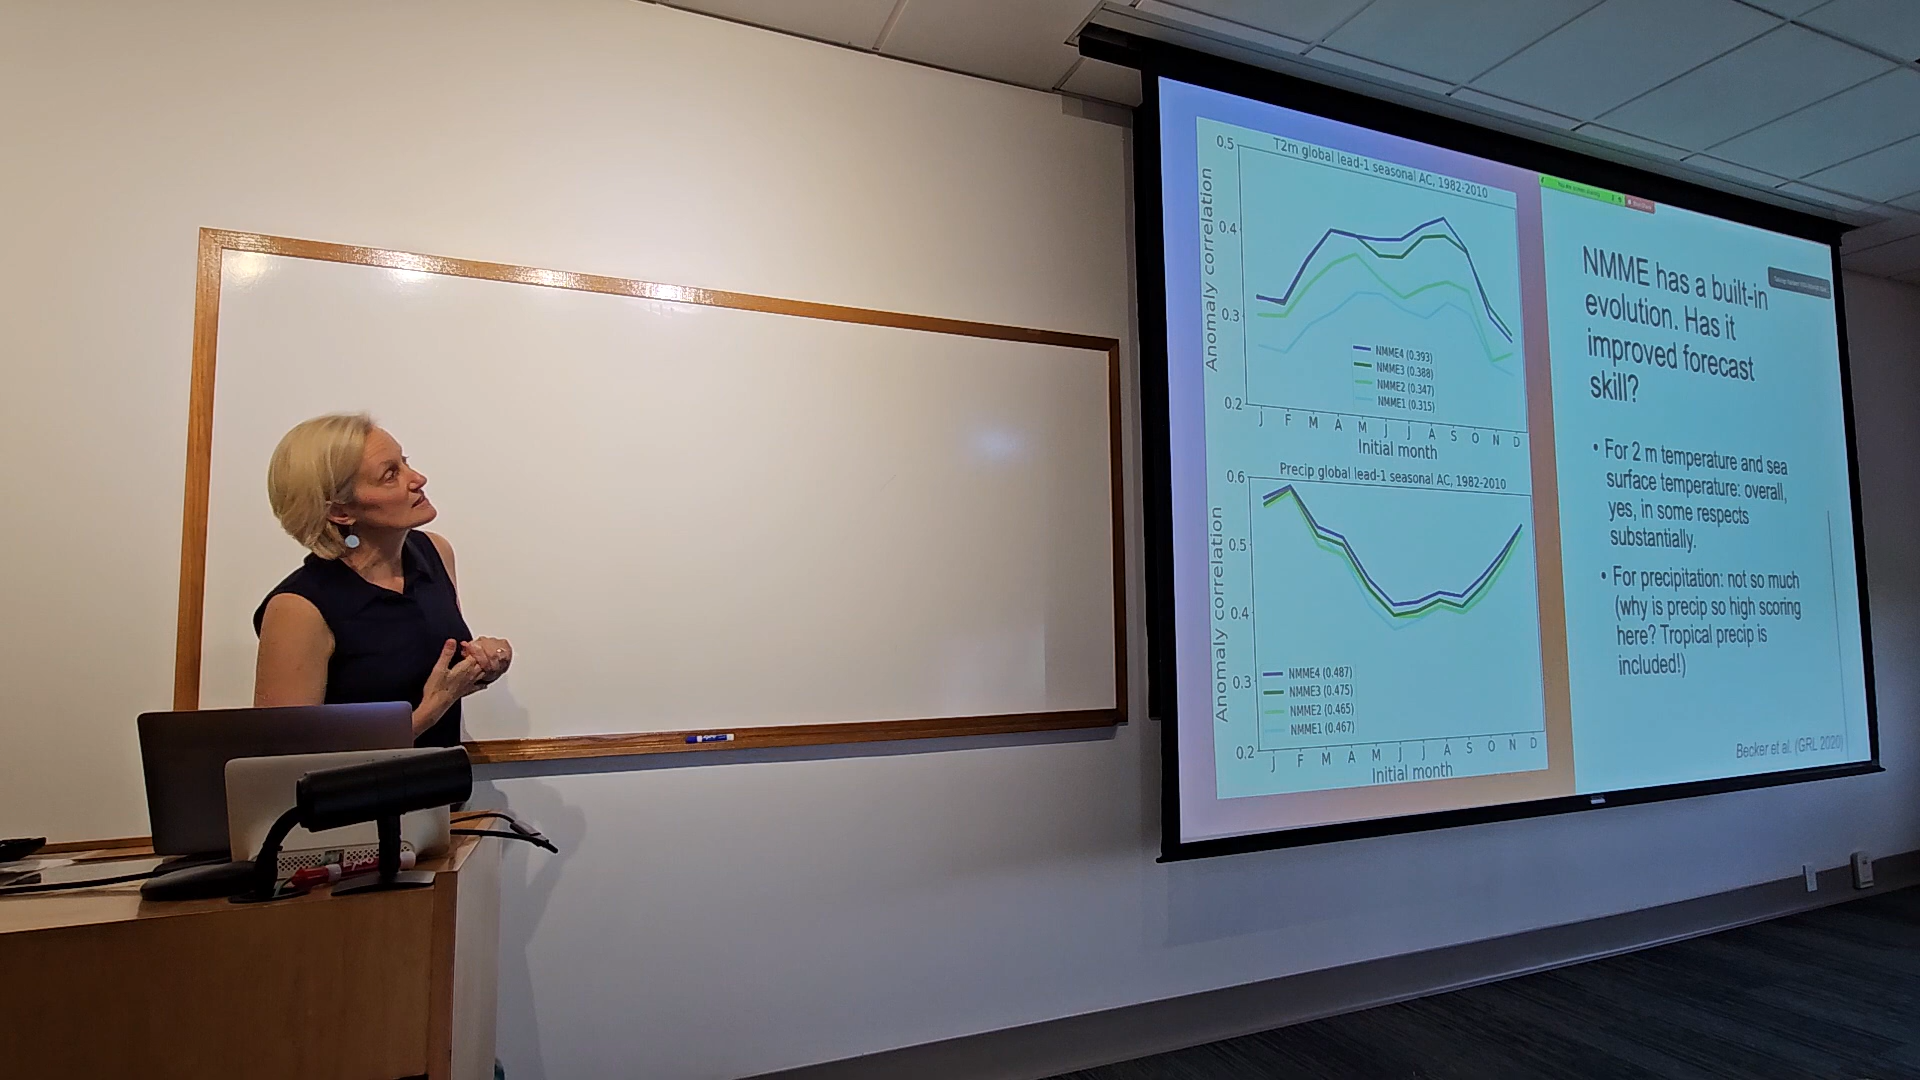 T2m global lead-1 seasonal AC, 1982-2010
0.5
0.4
0.3
0.2
Anomaly correlation
NMME4 (0.393)
NMME3 (0.388)
NMME2 (0.347)
NMME1 (0.315)
J F M A M J J A S O N D
Initial month
Precip global lead-1 seasonal AC, 1982-2010
0.6
0.5
0.4
0.3
0.2
Anomaly correlation
NMME4 (0.487)
NMME3 (0.475)
NMME2 (0.465)
NMME1 (0.467)
J F M A M J J A S O N D
Initial month
NMME has a built-in
evolution. Has it
improved forecast
skill?
• For 2 m temperature and sea
surface temperature: overall,
yes, in some respects
substantially.
• For precipitation: not so much
(why is precip so high scoring
here? Tropical precip is
included!)
Becker et al. (GRL 2020)